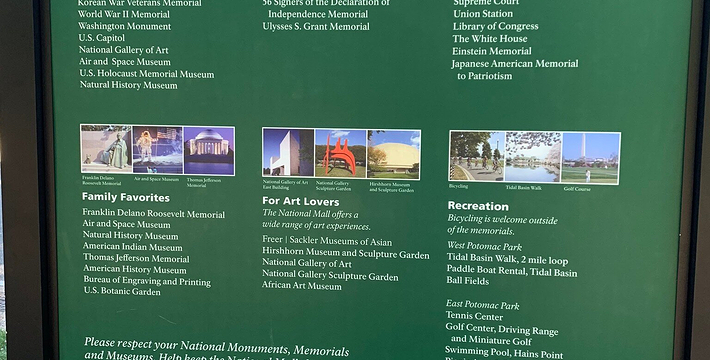 Korean War Veterans Memorial
World War II Memorial
Washington Monument
U.S. Capitol
National Gallery of Art
Air and Space Museum
U.S. Holocaust Memorial Museum
Natural History Museum
56 Signers of the Declaration of
Independence Memorial
Ulysses S. Grant Memorial
Supreme Court
Union Station
Library of Congress
The White House
Einstein Memorial
Japanese American Memorial
to Patriotism
Franklin Delano
Roosevelt Memorial
Air and Space Museum
Thomas Jefferson
Memorial
Family Favorites
Franklin Delano Roosevelt Memorial
Air and Space Museum
Natural History Museum
American Indian Museum
Thomas Jefferson Memorial
American History Museum
Bureau of Engraving and Printing
U.S. Botanic Garden
National Gallery of Art
East Building
National Gallery
Sculpture Garden
Hirshhorn Museum
and Sculpture Garden
For Art Lovers
The National Mall offers a
wide range of art experiences.
Freer | Sackler Museums of Asian
Hirshhorn Museum and Sculpture Garden
National Gallery of Art
National Gallery Sculpture Garden
African Art Museum
Bicycling
Tidal Basin Walk
Golf Course
Recreation
Bicycling is welcome outside
of the memorials.
West Potomac Park
Tidal Basin Walk, 2 mile loop
Paddle Boat Rental, Tidal Basin
Ball Fields
East Potomac Park
Tennis Center
Golf Center, Driving Range
and Miniature Golf
Swimming Pool, Hains Point
Please respect your National Monuments, Memorials
and Museums. Help keep the